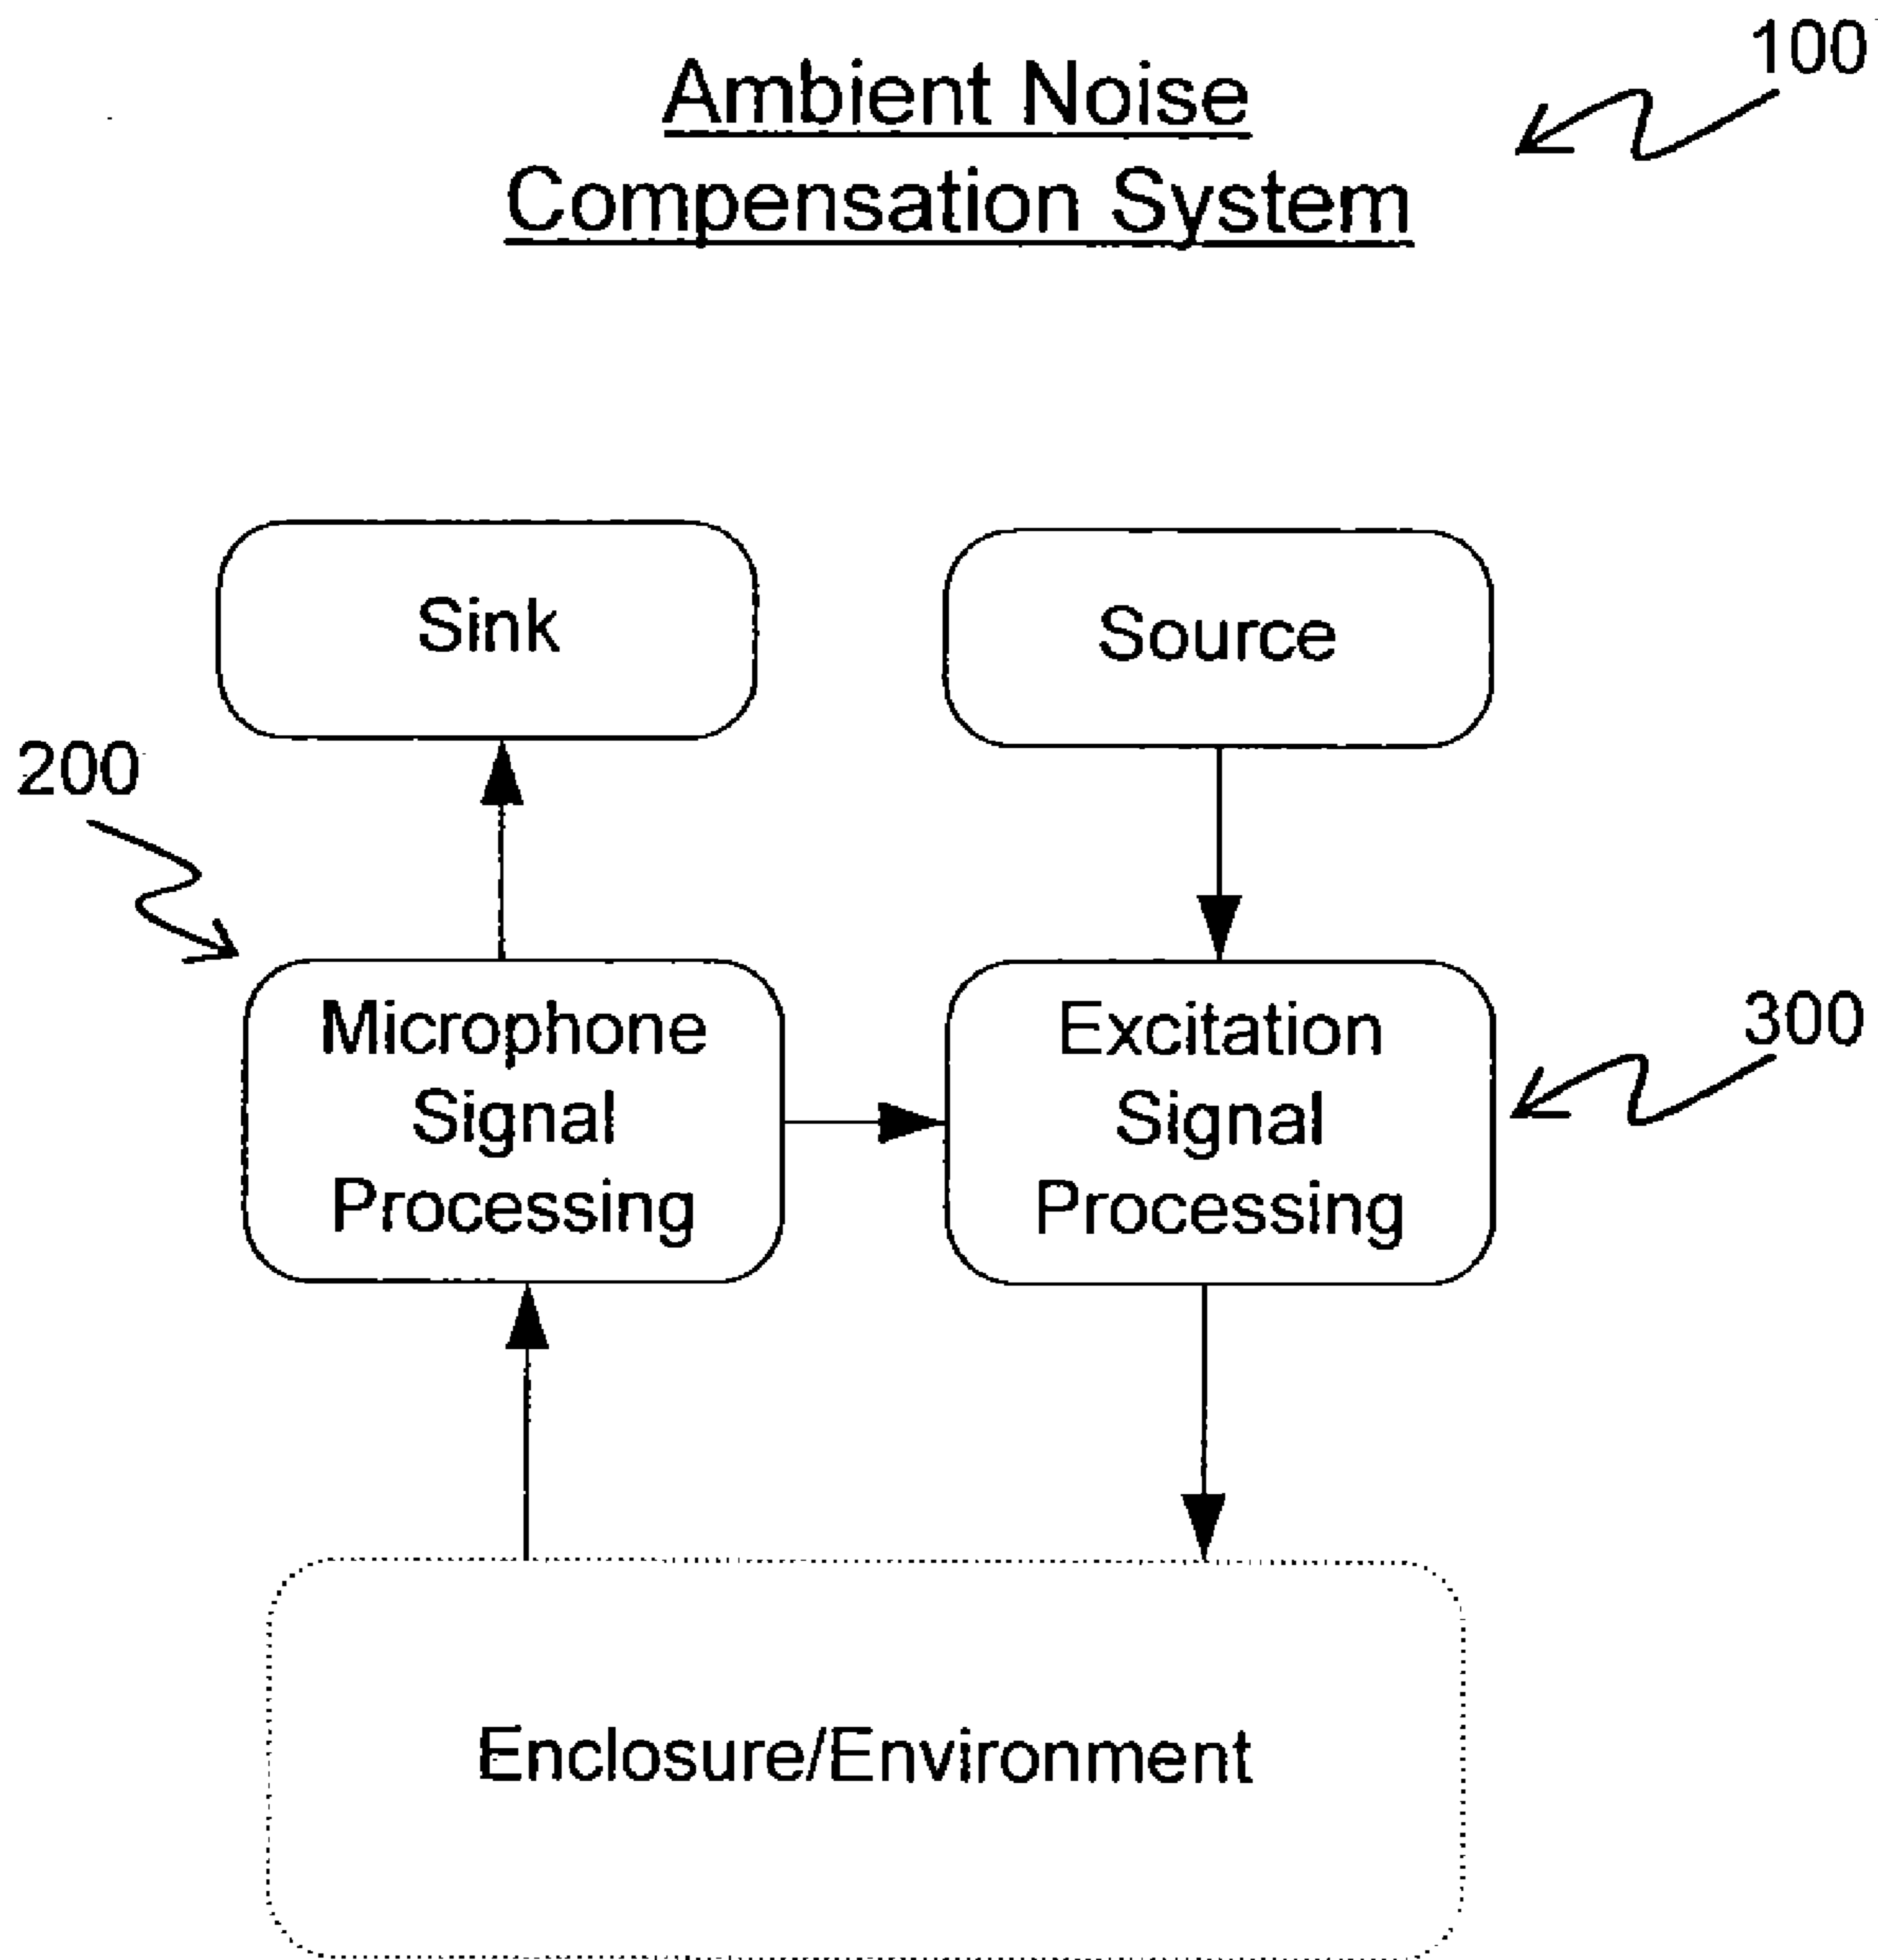 100
Ambient Noise
Compensation System
Sink
Source
200
Microphone
Signal
Processing
Excitation
Signal
Processing
300
Enclosure/Environment